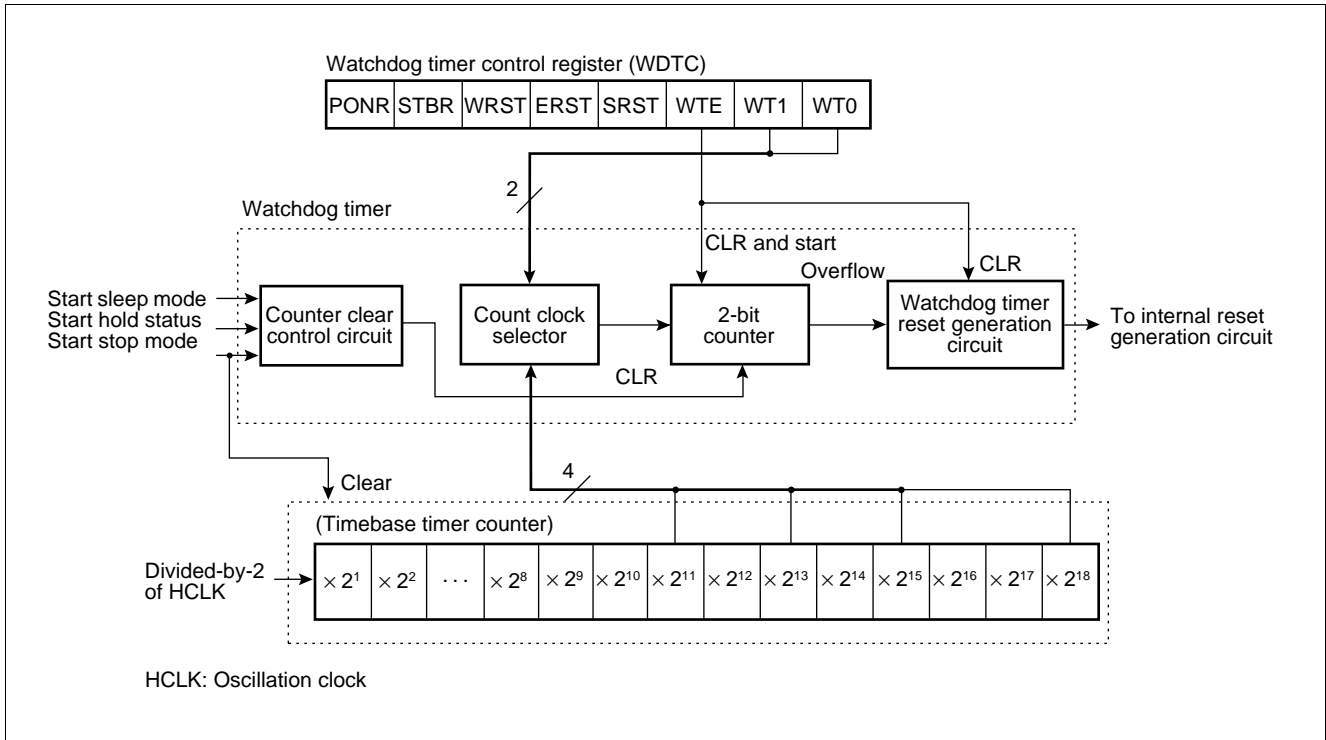 Watchdog timer control register (WDTC)
PONR STBR WRST ERST SRST WTE WT1 WT0
2
Watchdog timer
CLR and start
Overflow
CLR
Start sleep mode
Start hold status
Start stop mode
Counter clear
control circuit
Count clock
selector
2-bit
counter
Watchdog timer
reset generation
circuit
To internal reset
generation circuit
CLR
4
Clear
(Timebase timer counter)
Divided-by-2
of HCLK
× 2¹ × 2² ··· × 2⁸ × 2⁹ × 2¹⁰ × 2¹¹ × 2¹² × 2¹³ × 2¹⁴ × 2¹⁵ × 2¹⁶ × 2¹⁷ × 2¹⁸
HCLK: Oscillation clock